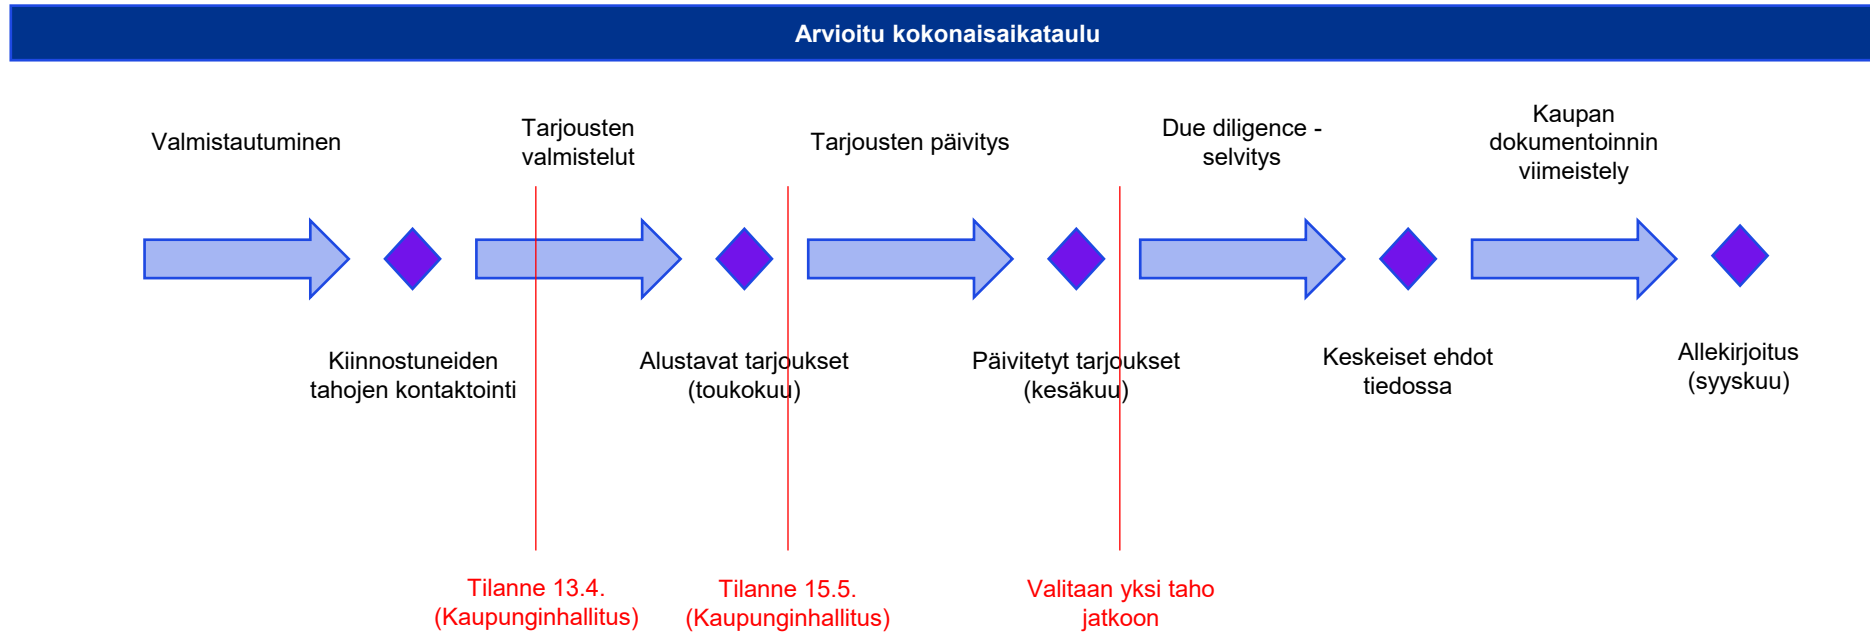 Arvioitu kokonaisaikataulu
Valmistautuminen
Tarjousten
valmistelut
Tarjousten päivitys
Due diligence -
selvitys
Kaupan
dokumentoinnin
viimeistely
Kiinnostuneiden
tahojen kontaktointi
Alustavat tarjoukset
(toukokuu)
Päivitetyt tarjoukset
(kesäkuu)
Keskeiset ehdot
tiedossa
Allekirjoitus
(syyskuu)
Tilanne 13.4.
(Kaupunginhallitus)
Tilanne 15.5.
(Kaupunginhallitus)
Valitaan yksi taho
jatkoon